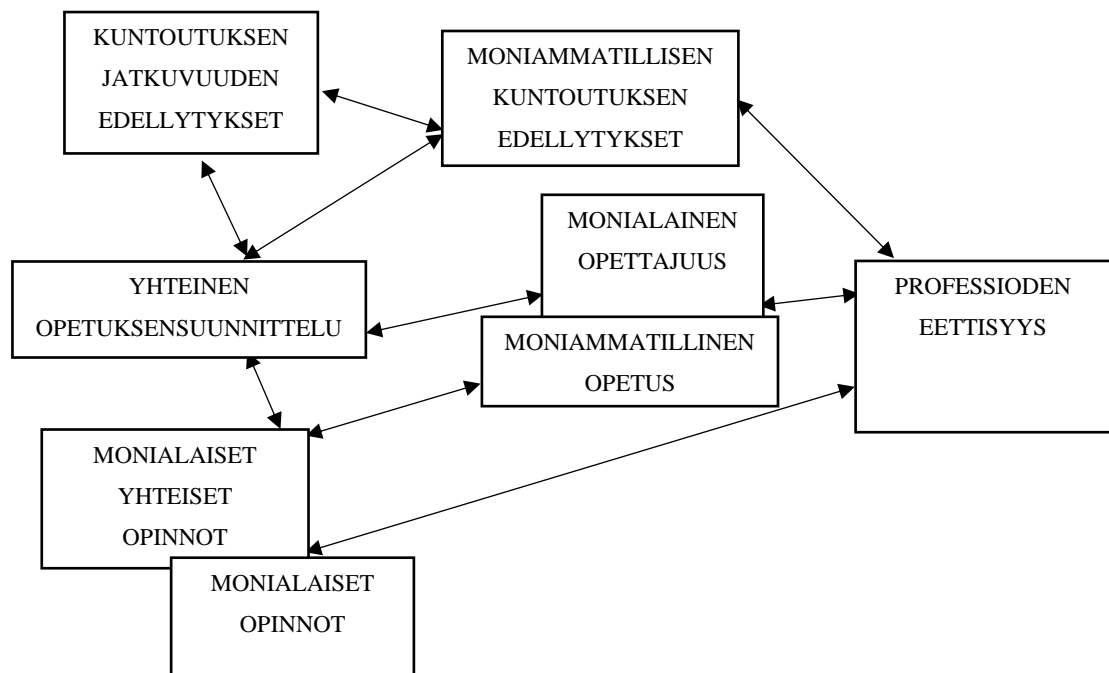 KUNTOUTUKSEN
JATKUVUUDEN
EDELLYTYKSET
MONIAMMATILLISEN
KUNTOUTUKSEN
EDELLYTYKSET
MONIALAINEN
OPETTAJUUS
YHTEINEN
OPETUKSENSUUNNITTELU
PROFESSIODEN
EETTISYYS
MONIAMMATILLINEN
OPETUS
MONIALAISET
YHTEISET
OPINNOT
MONIALAISET
OPINNOT